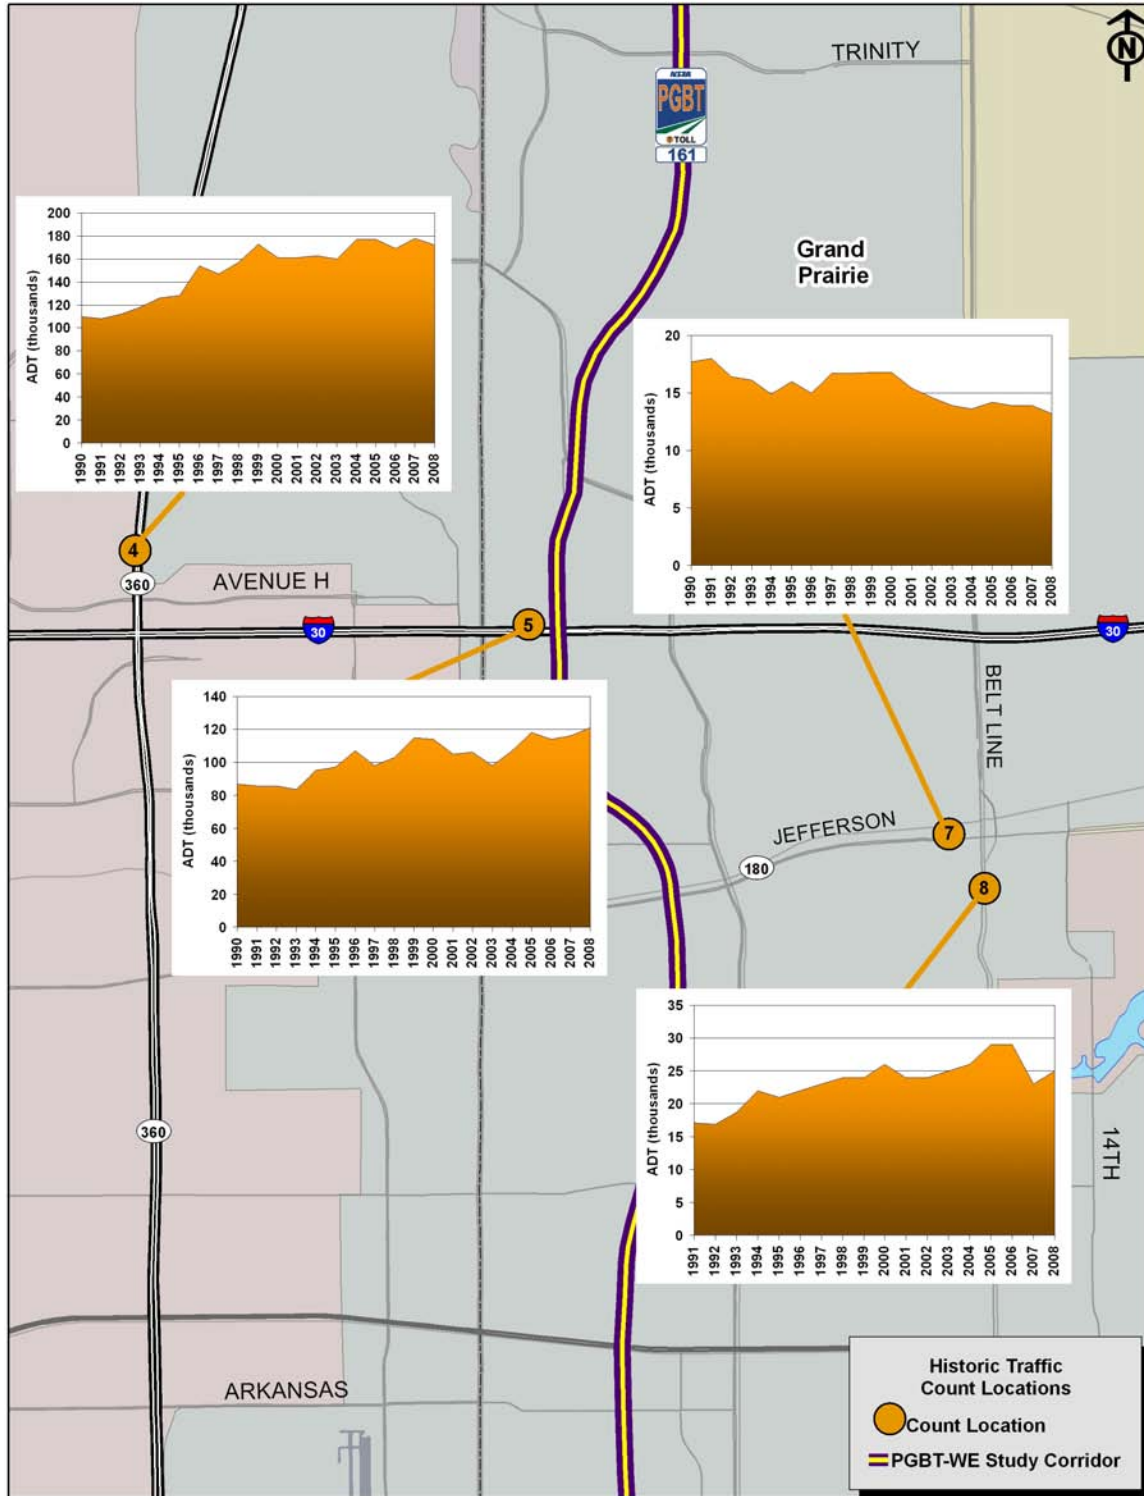 TRINITY
N
NTTA
PGBT
TOLL
161
Grand
Prairie
200
180
160
140
120
100
80
60
40
20
0
ADT (thousands)
1990 1991 1992 1993 1994 1995 1996 1997 1998 1999 2000 2001 2002 2003 2004 2005 2006 2007 2008
20
15
10
5
0
ADT (thousands)
1990 1991 1992 1993 1994 1995 1996 1997 1998 1999 2000 2001 2002 2003 2004 2005 2006 2007 2008
4
360
AVENUE H
30
5
30
BELT LINE
140
120
100
80
60
40
20
0
ADT (thousands)
1990 1991 1992 1993 1994 1995 1996 1997 1998 1999 2000 2001 2002 2003 2004 2005 2006 2007 2008
JEFFERSON
7
180
8
35
30
25
20
15
10
5
0
ADT (thousands)
1991 1992 1993 1994 1995 1996 1997 1998 1999 2000 2001 2002 2003 2004 2005 2006 2007 2008
360
14TH
ARKANSAS
Historic Traffic
Count Locations
Count Location
PGBT-WE Study Corridor